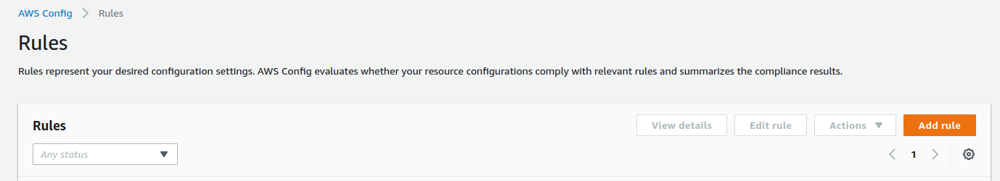 AWS Config > Rules
Rules
Rules represent your desired configuration settings. AWS Config evaluates whether your resource configurations comply with relevant rules and summarizes the compliance results.
Rules
View details
Edit rule
Actions
Add rule
Any status
1